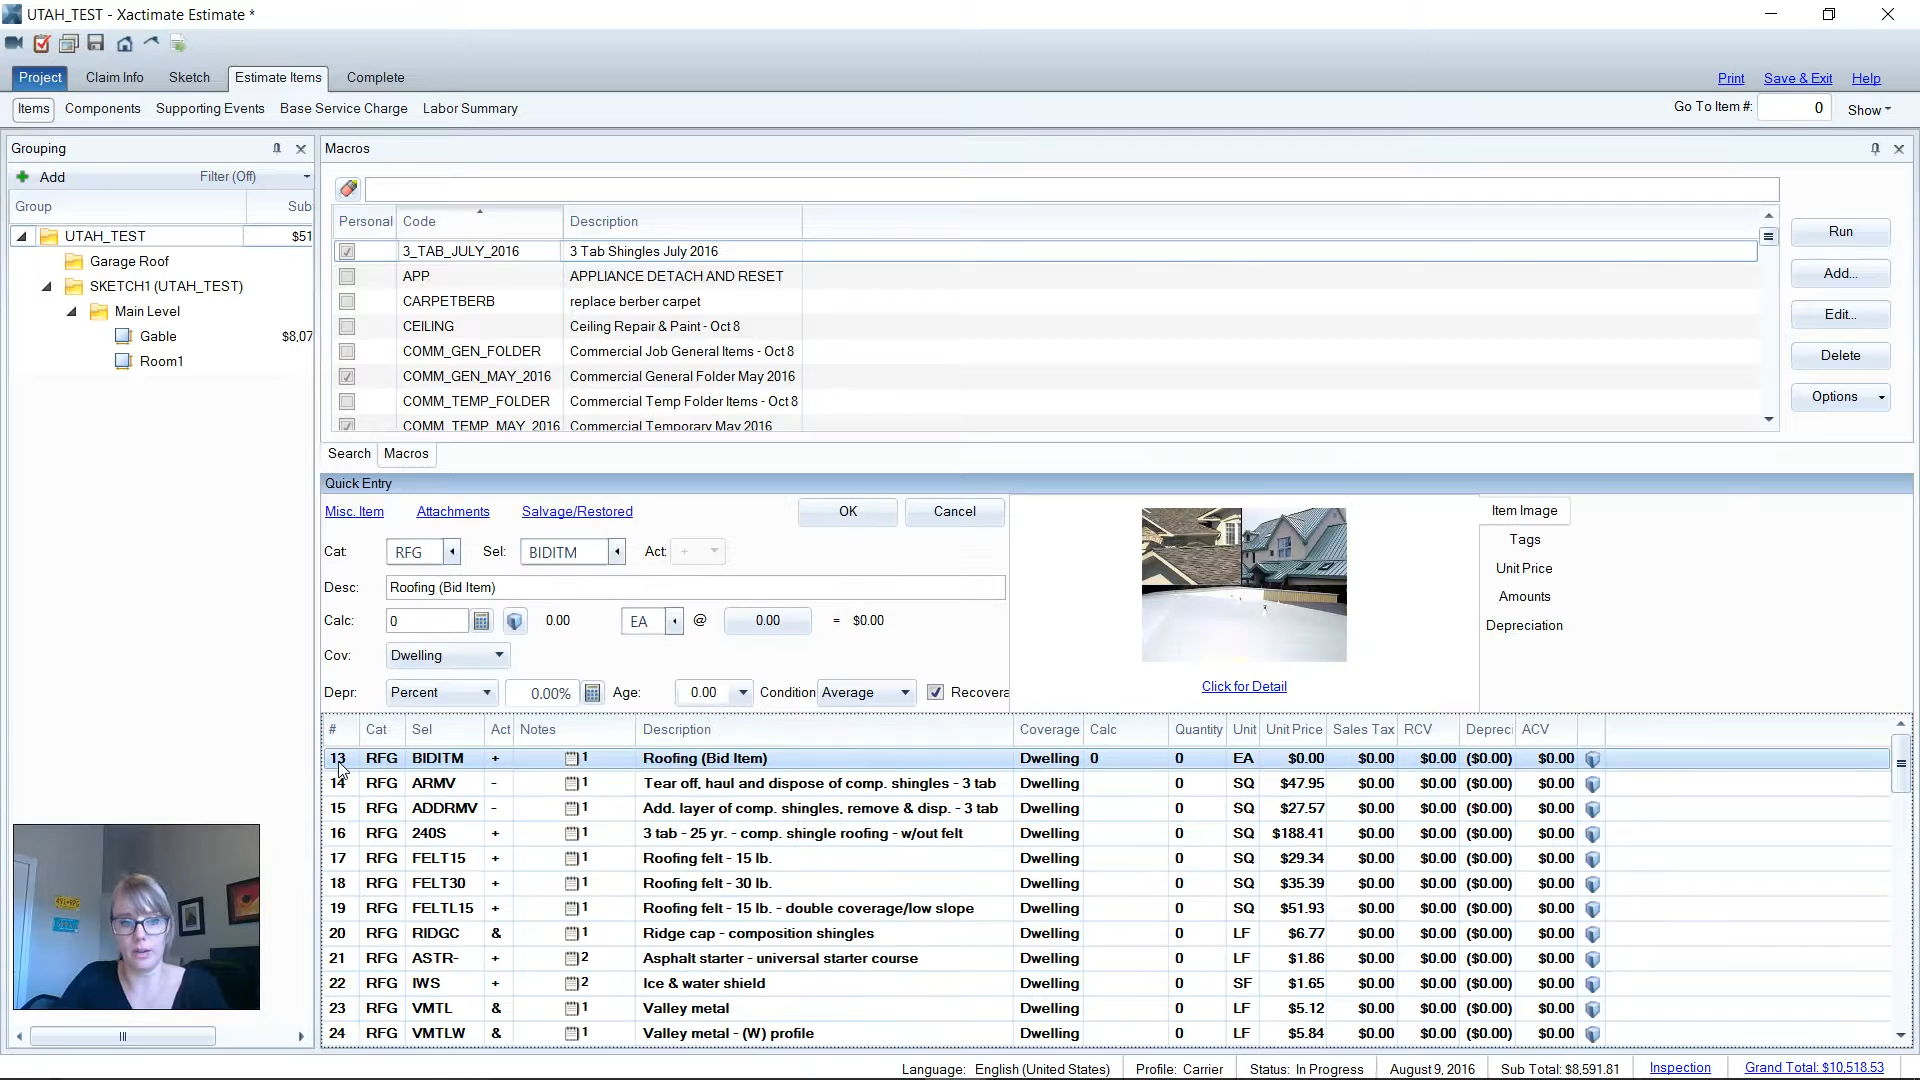 UTAH_TEST - Xactimate Estimate *
Project Claim Info Sketch Estimate Items Complete Print Save & Exit Help
Items Components Supporting Events Base Service Charge Labor Summary Go To Item #: 0 Show
Grouping Macros
Add Filter (Off)
Group Sub
UTAH_TEST $51
Garage Roof
SKETCH1 (UTAH_TEST)
Main Level
Gable $8,07
Room1
Personal Code Description
3_TAB_JULY_2016 3 Tab Shingles July 2016
APP APPLIANCE DETACH AND RESET
CARPETBERB replace berber carpet
CEILING Ceiling Repair & Paint - Oct 8
COMM_GEN_FOLDER Commercial Job General Items - Oct 8
COMM_GEN_MAY_2016 Commercial General Folder May 2016
COMM_TEMP_FOLDER Commercial Temp Folder Items - Oct 8
COMM_TEMP_MAY_2016 Commercial Temporary May 2016
Run
Add...
Edit...
Delete
Options
Search Macros
Quick Entry
Misc. Item Attachments Salvage/Restored OK Cancel
Cat: RFG Sel: BIDITM Act: +
Desc: Roofing (Bid Item)
Calc: 0 0.00 EA @ 0.00 = $0.00
Cov: Dwelling
Depr: Percent 0.00% Age: 0.00 Condition Average Recovera
Click for Detail
Item Image
Tags
Unit Price
Amounts
Depreciation
# Cat Sel Act Notes Description Coverage Calc Quantity Unit Unit Price Sales Tax RCV Depreci ACV
13 RFG BIDITM + 1 Roofing (Bid Item) Dwelling 0 0 EA $0.00 $0.00 $0.00 ($0.00) $0.00
14 RFG ARMV - 1 Tear off, haul and dispose of comp. shingles - 3 tab Dwelling 0 SQ $47.95 $0.00 $0.00 ($0.00) $0.00
15 RFG ADDRMV - 1 Add. layer of comp. shingles, remove & disp. - 3 tab Dwelling 0 SQ $27.57 $0.00 $0.00 ($0.00) $0.00
16 RFG 240S + 1 3 tab - 25 yr. - comp. shingle roofing - w/out felt Dwelling 0 SQ $188.41 $0.00 $0.00 ($0.00) $0.00
17 RFG FELT15 + 1 Roofing felt - 15 lb. Dwelling 0 SQ $29.34 $0.00 $0.00 ($0.00) $0.00
18 RFG FELT30 + 1 Roofing felt - 30 lb. Dwelling 0 SQ $35.39 $0.00 $0.00 ($0.00) $0.00
19 RFG FELTL15 + 1 Roofing felt - 15 lb. - double coverage/low slope Dwelling 0 SQ $51.93 $0.00 $0.00 ($0.00) $0.00
20 RFG RIDGC & 1 Ridge cap - composition shingles Dwelling 0 LF $6.77 $0.00 $0.00 ($0.00) $0.00
21 RFG ASTR- + 2 Asphalt starter - universal starter course Dwelling 0 LF $1.86 $0.00 $0.00 ($0.00) $0.00
22 RFG IWS + 2 Ice & water shield Dwelling 0 SF $1.65 $0.00 $0.00 ($0.00) $0.00
23 RFG VMTL & 1 Valley metal Dwelling 0 LF $5.12 $0.00 $0.00 ($0.00) $0.00
24 RFG VMTLW & 1 Valley metal - (W) profile Dwelling 0 LF $5.84 $0.00 $0.00 ($0.00) $0.00
Language: English (United States) Profile: Carrier Status: In Progress August 9, 2016 Sub Total: $8,591.81 Inspection Grand Total: $10,518.53